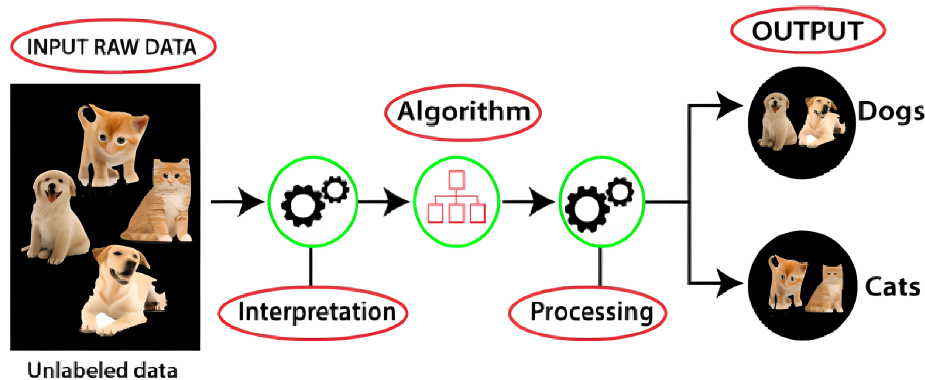 INPUT RAW DATA
OUTPUT
Algorithm
Dogs
Interpretation
Processing
Cats
Unlabeled data